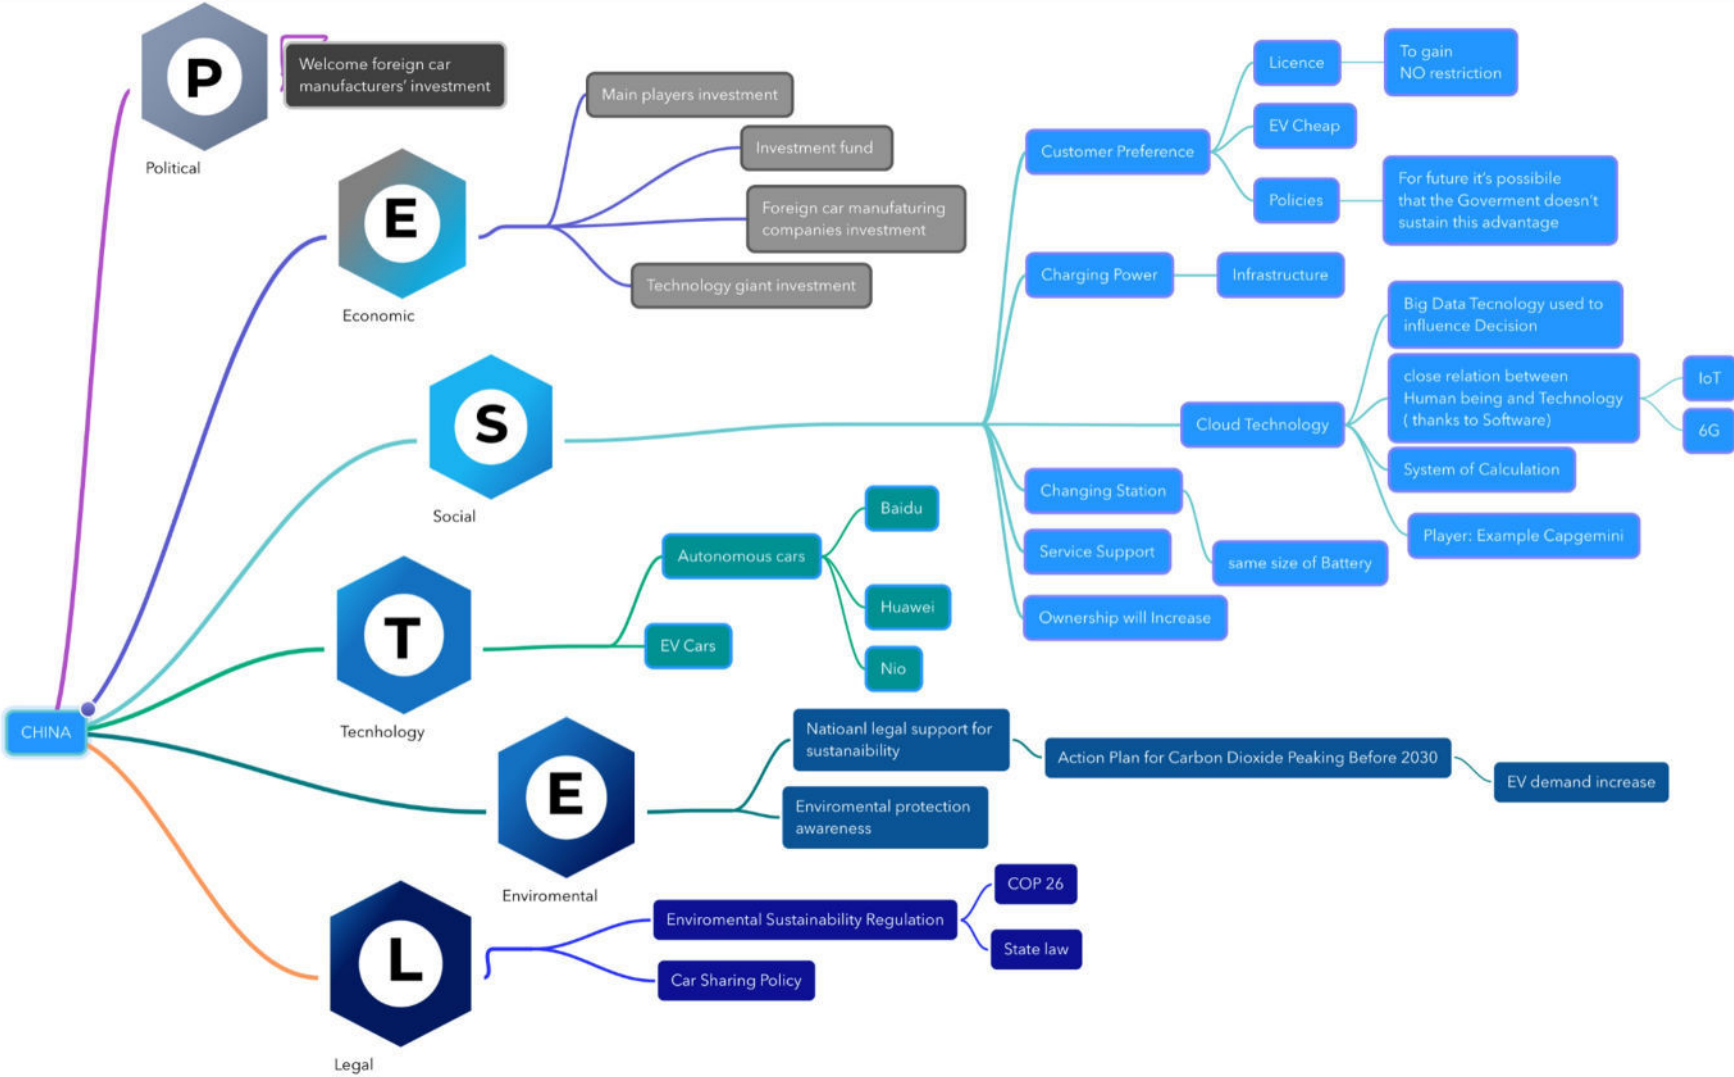 P
Welcome foreign car
manufacturers' investment
Political
E
Economic
Main players investment
Investment fund
Foreign car manufaturing
companies investment
Technology giant investment
S
Social
Customer Preference
Licence
To gain
NO restriction
EV Cheap
Policies
For future it's possibile
that the Goverment doesn't
sustain this advantage
Charging Power
Infrastructure
Cloud Technology
Big Data Tecnology used to
influence Decision
close relation between
Human being and Technology
( thanks to Software)
IoT
6G
System of Calculation
Player: Example Capgemini
Changing Station
same size of Battery
Service Support
Ownership will Increase
T
Tecnhology
Autonomous cars
Baidu
Huawei
Nio
EV Cars
CHINA
E
Enviromental
Natioanl legal support for
sustanaibility
Action Plan for Carbon Dioxide Peaking Before 2030
EV demand increase
Enviromental protection
awareness
L
Legal
Enviromental Sustainability Regulation
COP 26
State law
Car Sharing Policy